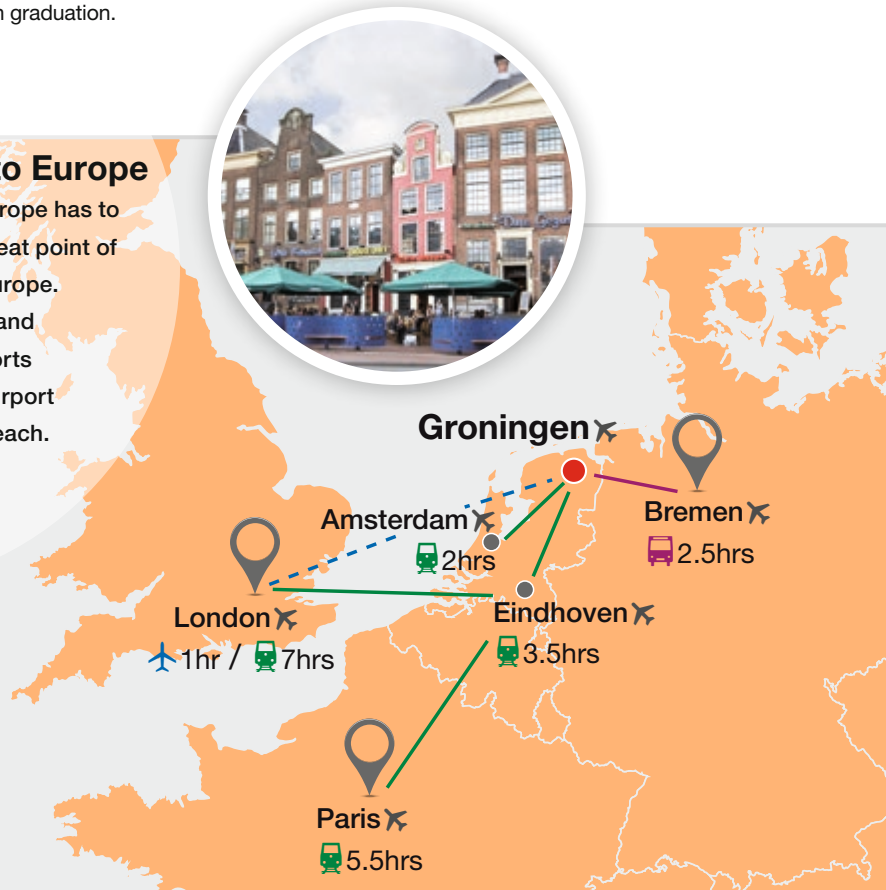 n graduation.
to Europe
rope has to
eat point of
urope.
and
orts
rport
each.
Groningen
Amsterdam
2hrs
Bremen
2.5hrs
London
1hr / 7hrs
Eindhoven
3.5hrs
Paris
5.5hrs